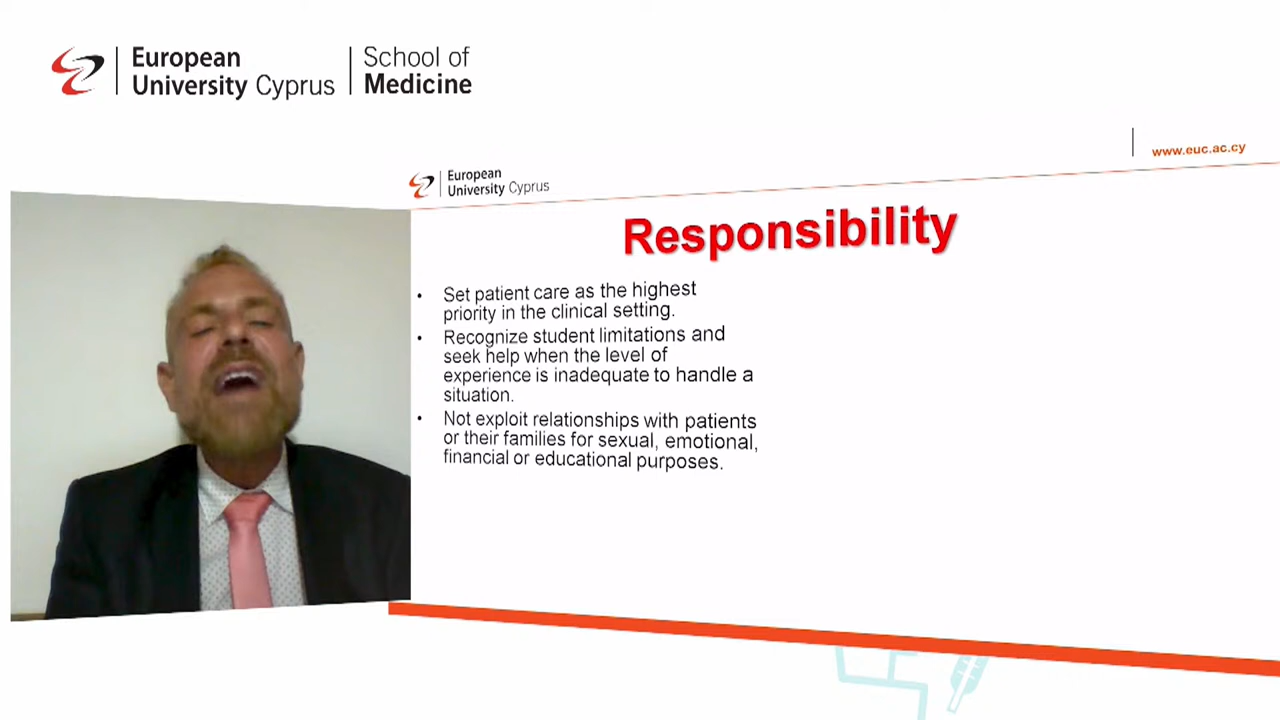 European
University Cyprus
School of
Medicine
www.euc.ac.cy
European
University Cyprus
Responsibility
• Set patient care as the highest
priority in the clinical setting.
• Recognize student limitations and
seek help when the level of
experience is inadequate to handle a
situation.
• Not exploit relationships with patients
or their families for sexual, emotional,
financial or educational purposes.